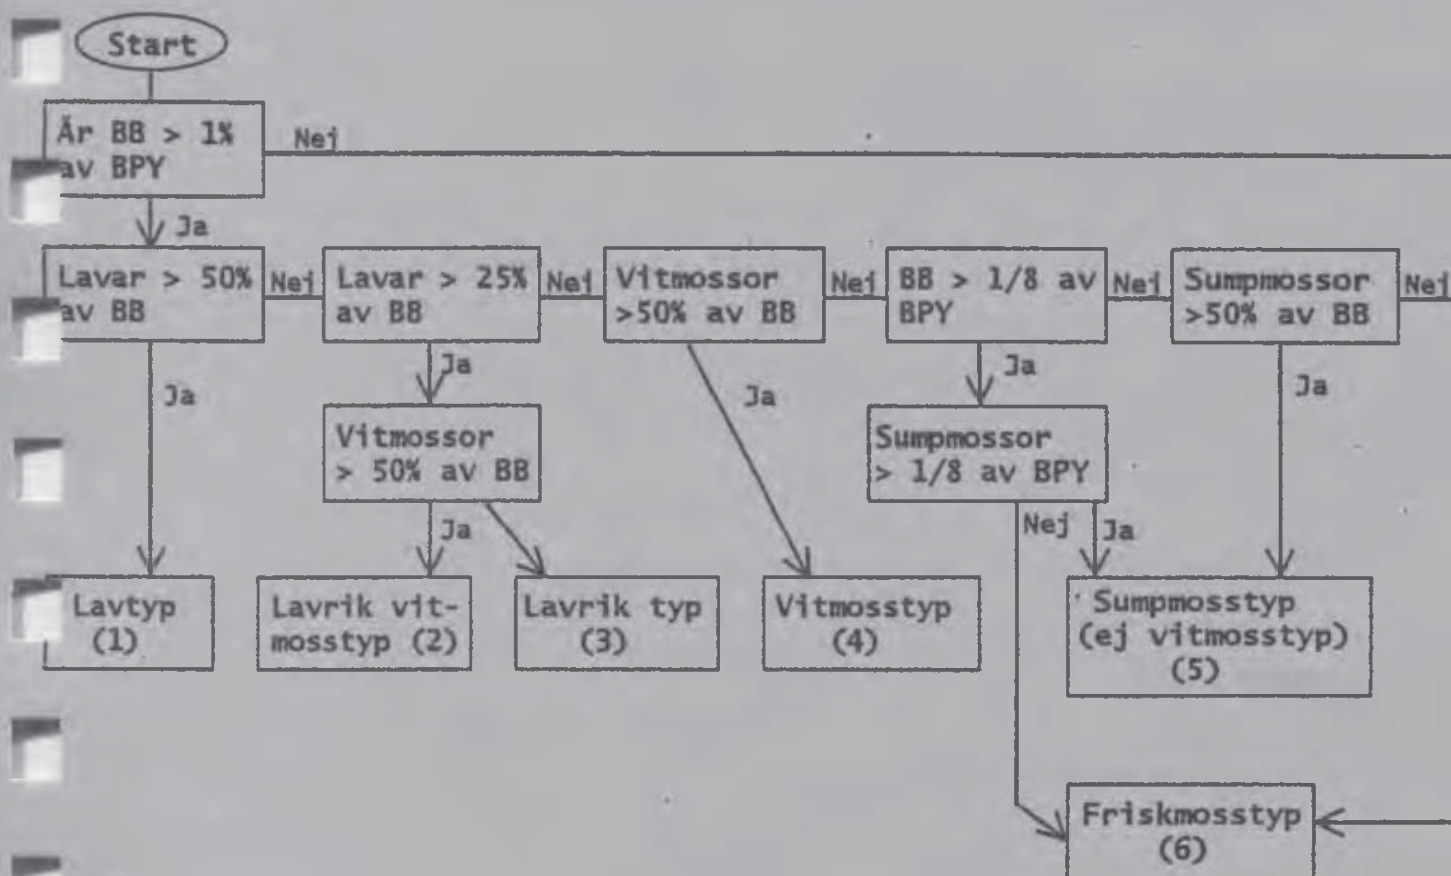 Start
Är BB > 1%
av BPY
Nej
Ja
Lavar > 50%
av BB
Nej
Lavar > 25%
av BB
Nej
Vitmossor
>50% av BB
Nej
BB > 1/8 av
BPY
Nej
Sumpmossor
>50% av BB
Nej
Ja
Ja
Ja
Ja
Ja
Vitmossor
> 50% av BB
Sumpmossor
> 1/8 av BPY
Ja
Nej
Ja
Lavtyp
(1)
Lavrik vit-
mosstyp (2)
Lavrik typ
(3)
Vitmosstyp
(4)
Sumpmosstyp
(ej vitmosstyp)
(5)
Friskmosstyp
(6)